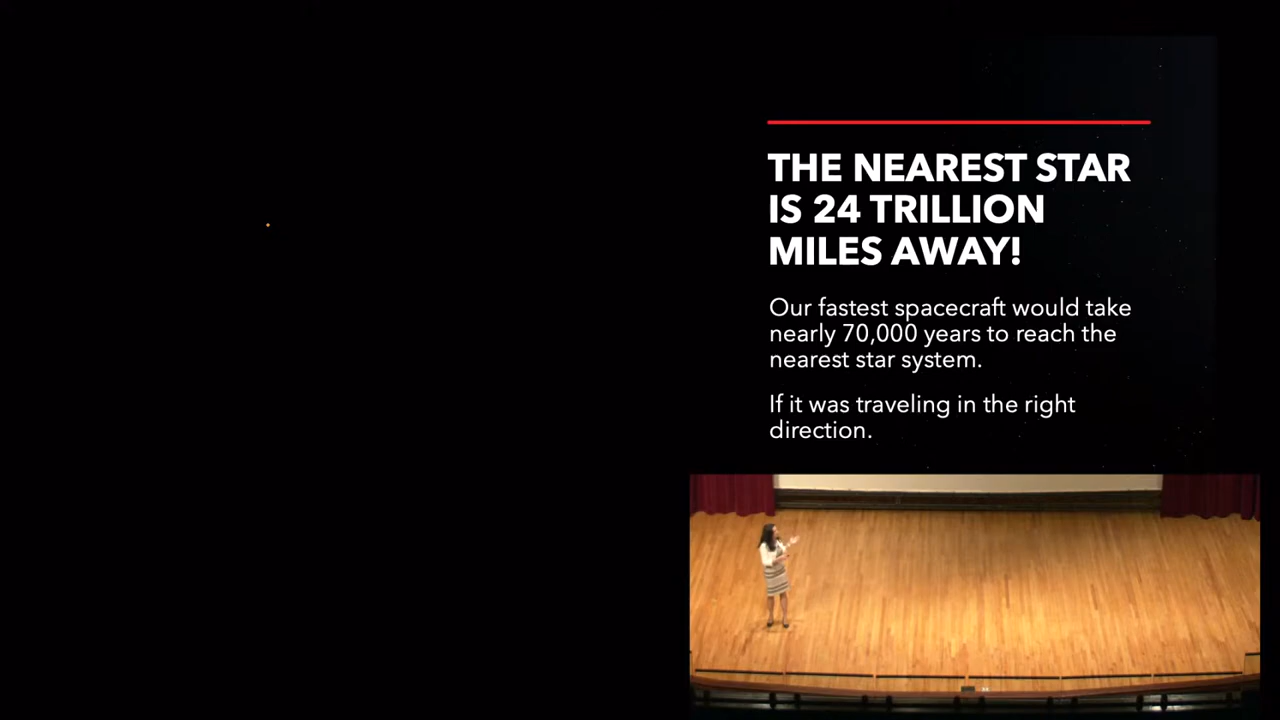 THE NEAREST STAR
IS 24 TRILLION
MILES AWAY!
Our fastest spacecraft would take
nearly 70,000 years to reach the
nearest star system.
If it was traveling in the right
direction.